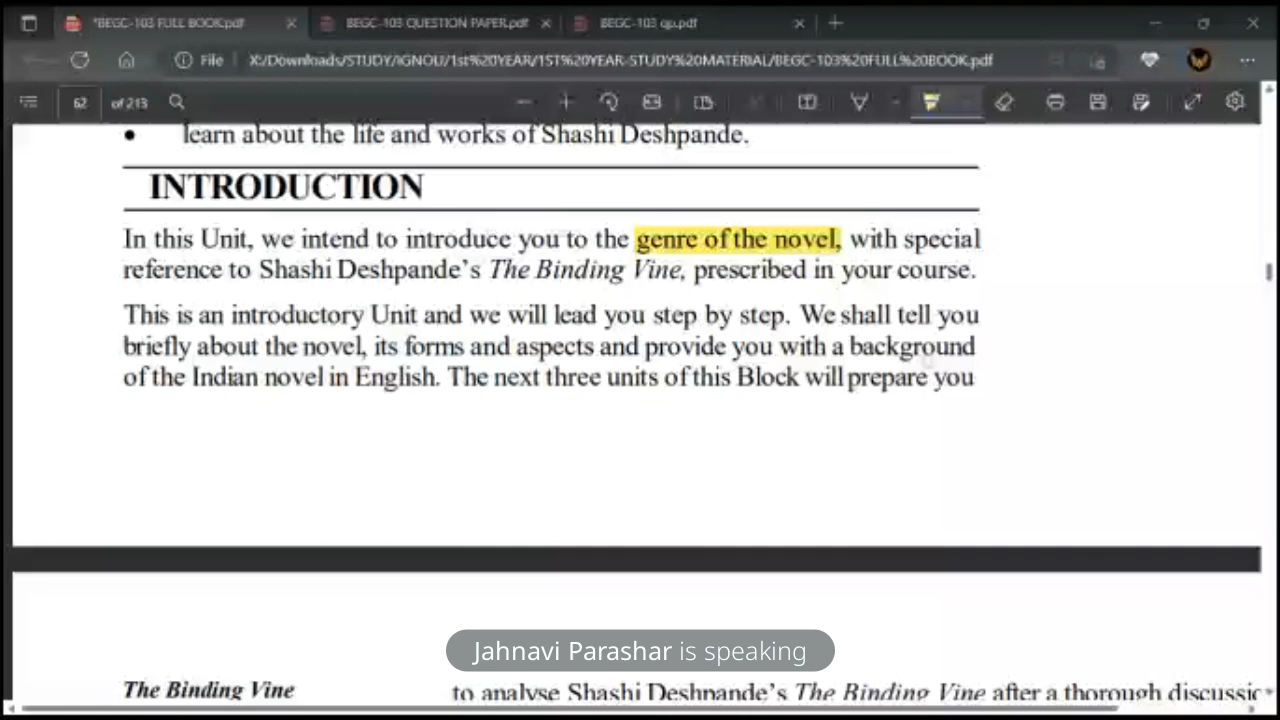 *BEGC-103 FULL BOOK.pdf
BEGC-103 QUESTION PAPER.pdf
BEGC-103 qp.pdf
File
X:/Downloads/STUDY/IGNOU/1st%20YEAR/1ST%20YEAR-STUDY%20MATERIAL/BEGC-103%20FULL%20BOOK.pdf
62 of 213
• learn about the life and works of Shashi Deshpande.
INTRODUCTION
In this Unit, we intend to introduce you to the genre of the novel, with special
reference to Shashi Deshpande's The Binding Vine, prescribed in your course.
This is an introductory Unit and we will lead you step by step. We shall tell you
briefly about the novel, its forms and aspects and provide you with a background
of the Indian novel in English. The next three units of this Block will prepare you
Jahnavi Parashar is speaking
The Binding Vine
to analyse Shashi Deshpande's The Binding Vine after a thorough